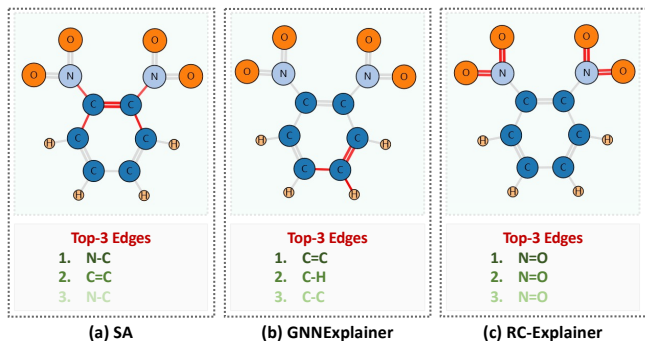 O O O O O O
O N N O O N N O O N N O
C C C C C C
C C C C C C
H H H H H H
C C C C C C
H H H H H H
Top-3 Edges
1. N-C
2. C=C
3. N-C
Top-3 Edges
1. C=C
2. C-H
3. C-C
Top-3 Edges
1. N=O
2. N=O
3. N=O
(a) SA
(b) GNNExplainer
(c) RC-Explainer